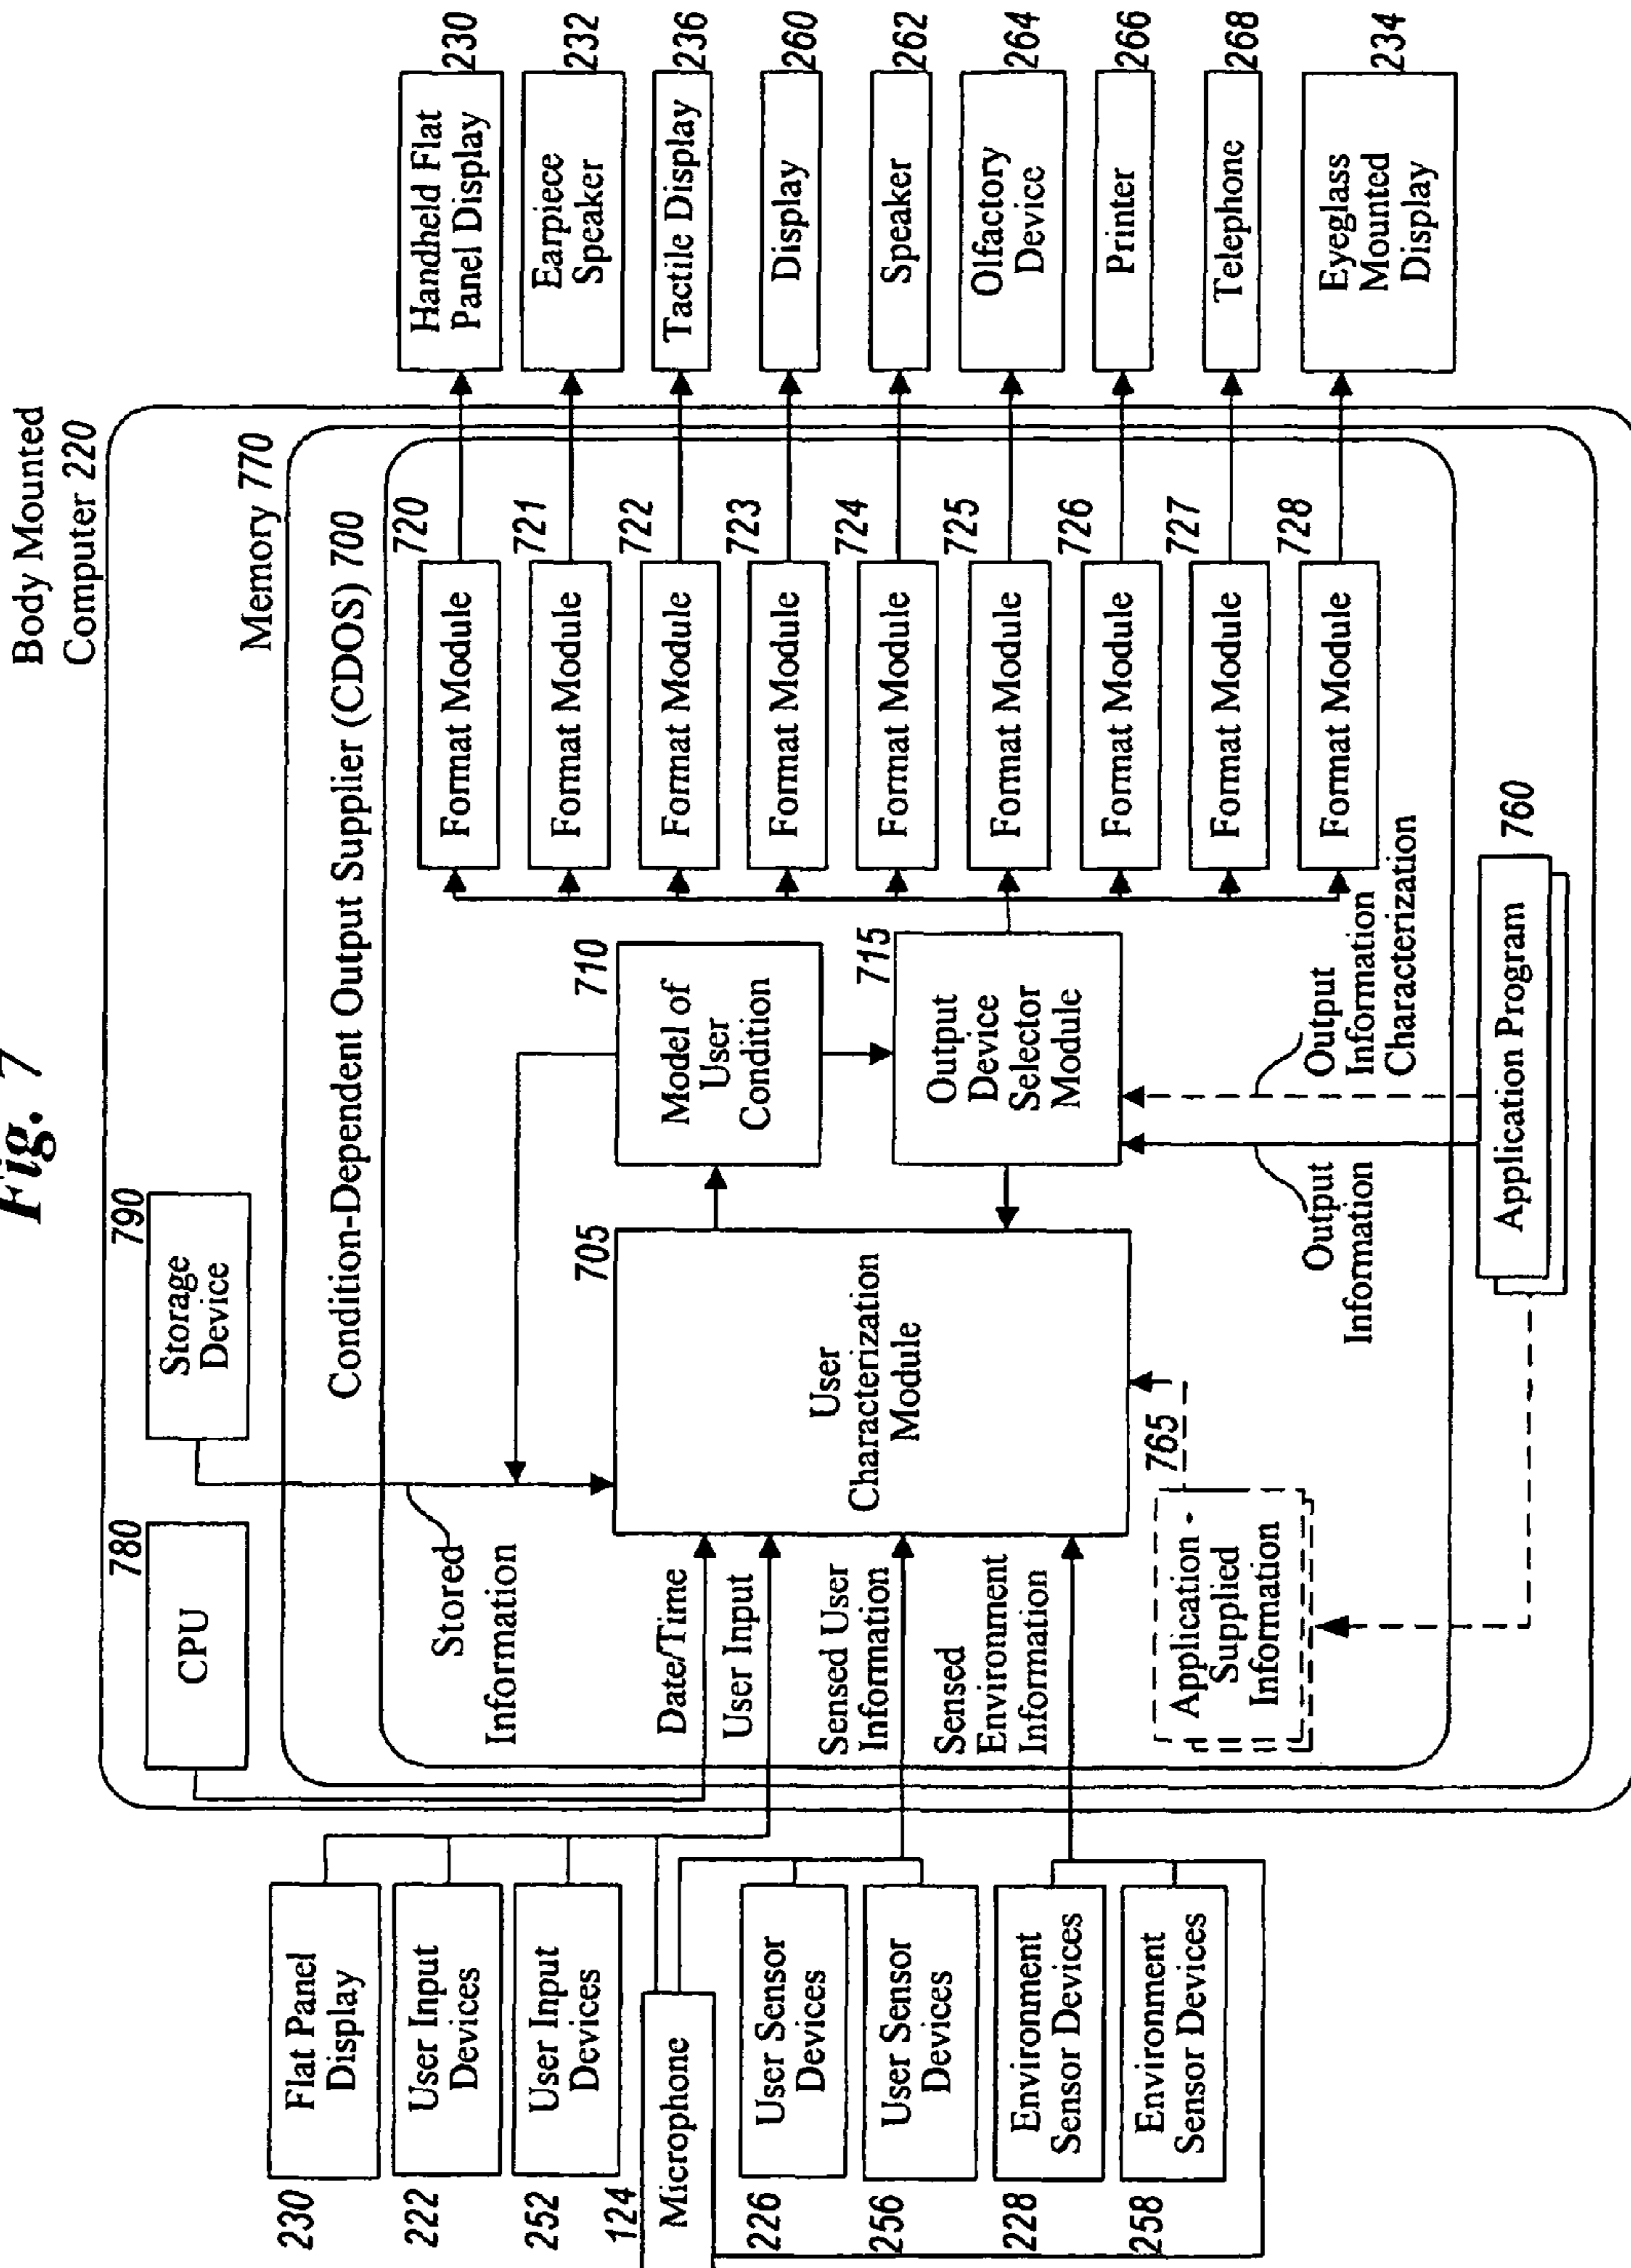 Fig. 7
Body Mounted
Computer 220
Memory 770
Condition-Dependent Output Supplier (CDOS) 700
780
CPU
790
Storage
Device
Stored
Information
Date/Time
User Input
Sensed User
Information
Sensed
Environment
Information
765
Application -
Supplied
Information
705
User
Characterization
Module
710
Model of
User
Condition
715
Output
Device
Selector
Module
Output
Information
Output
Information
Characterization
Application Program
760
230
Flat Panel
Display
222
User Input
Devices
252
User Input
Devices
124
Microphone
226
User Sensor
Devices
256
User Sensor
Devices
228
Environment
Sensor Devices
258
Environment
Sensor Devices
720
Format Module
721
Format Module
722
Format Module
723
Format Module
724
Format Module
725
Format Module
726
Format Module
727
Format Module
728
Format Module
Handheld Flat
Panel Display
230
Earpiece
Speaker
232
Tactile Display
236
Display
260
Speaker
262
Olfactory
Device
264
Printer
266
Telephone
268
Eyeglass
Mounted
Display
234